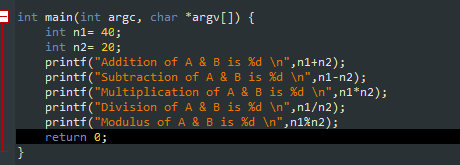 int main(int argc, char *argv[]) {
int n1= 40;
int n2= 20;
printf("Addition of A & B is %d \n",n1+n2);
printf("Subtraction of A & B is %d \n",n1-n2);
printf("Multiplication of A & B is %d \n",n1*n2);
printf("Division of A & B is %d \n",n1/n2);
printf("Modulus of A & B is %d \n",n1%n2);
return 0;
}